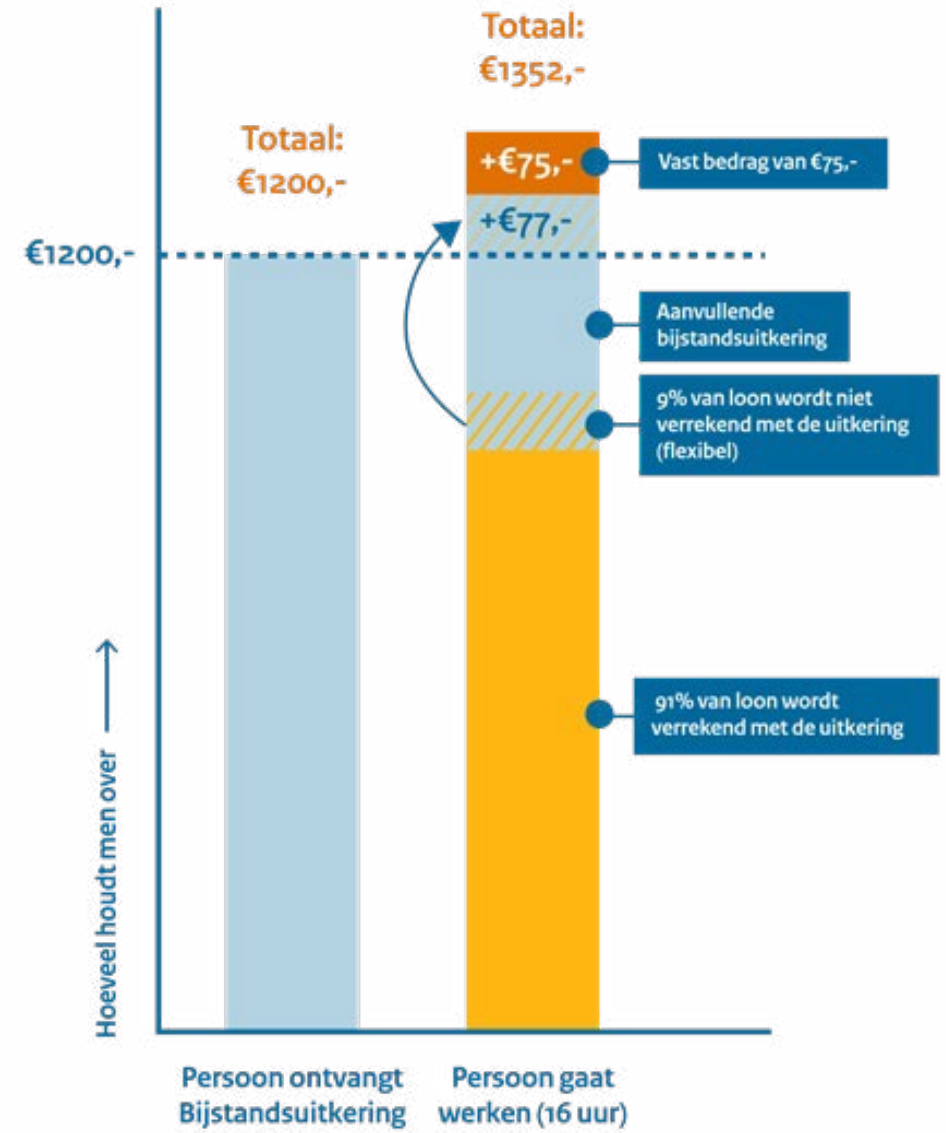 Totaal:
€1352,-
Totaal:
€1200,-
+€75,-
Vast bedrag van €75,-
+€77,-
€1200,-
Aanvullende
bijstandsuitkering
9% van loon wordt niet
verrekend met de uitkering
(flexibel)
91% van loon wordt
verrekend met de uitkering
Hoeveel houdt men over
Persoon ontvangt
Bijstandsuitkering
Persoon gaat
werken (16 uur)